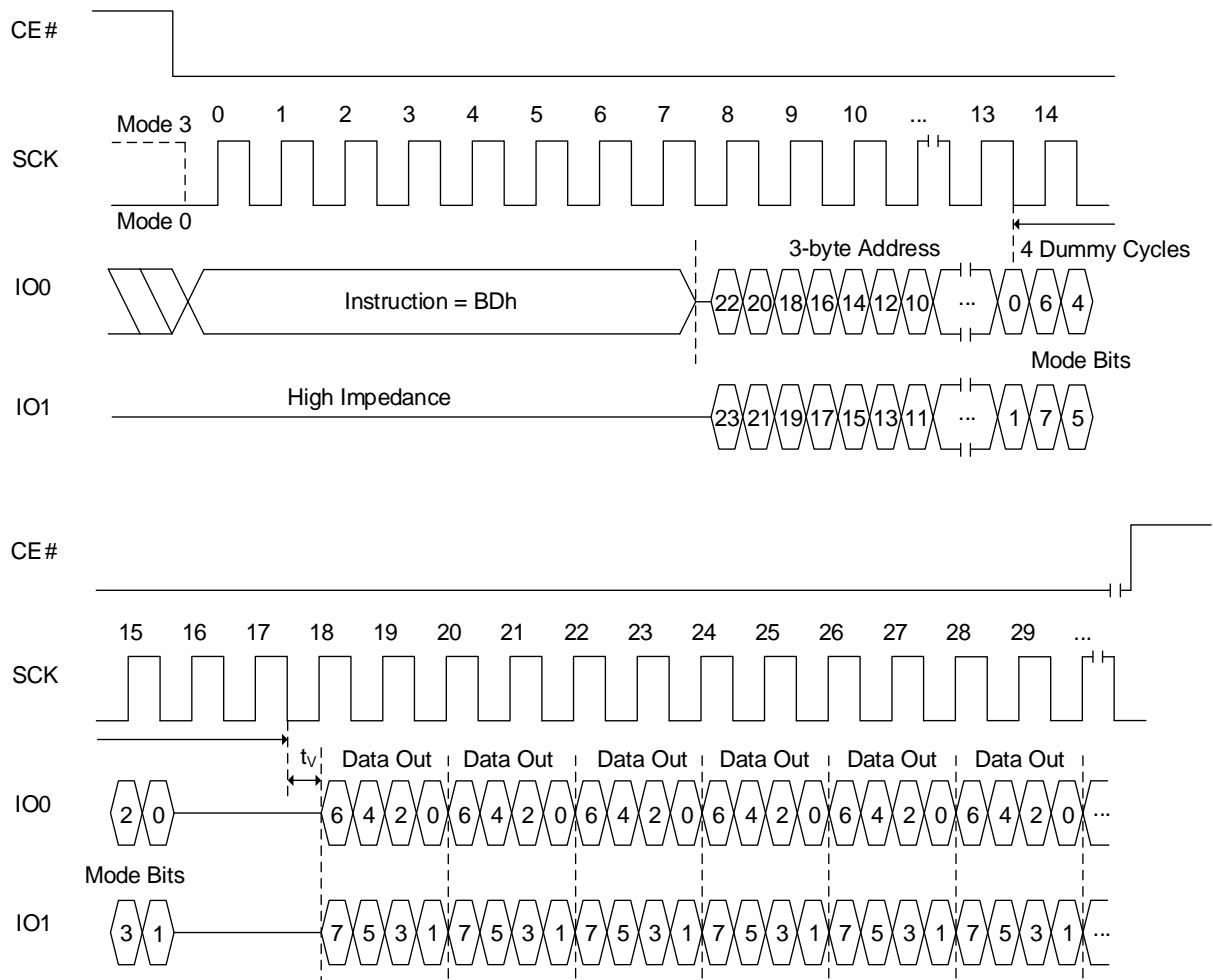 CE#
0 1 2 3 4 5 6 7 8 9 10 ... 13 14
Mode 3
SCK
Mode 0
3-byte Address 4 Dummy Cycles
IO0 Instruction = BDh 22 20 18 16 14 12 10 ... 0 6 4
Mode Bits
IO1 High Impedance 23 21 19 17 15 13 11 ... 1 7 5
CE#
15 16 17 18 19 20 21 22 23 24 25 26 27 28 29 ...
SCK
tV Data Out Data Out Data Out Data Out Data Out Data Out
IO0 2 0 6 4 2 0 6 4 2 0 6 4 2 0 6 4 2 0 6 4 2 0 6 4 2 0 ...
Mode Bits
IO1 3 1 7 5 3 1 7 5 3 1 7 5 3 1 7 5 3 1 7 5 3 1 7 5 3 1 ...